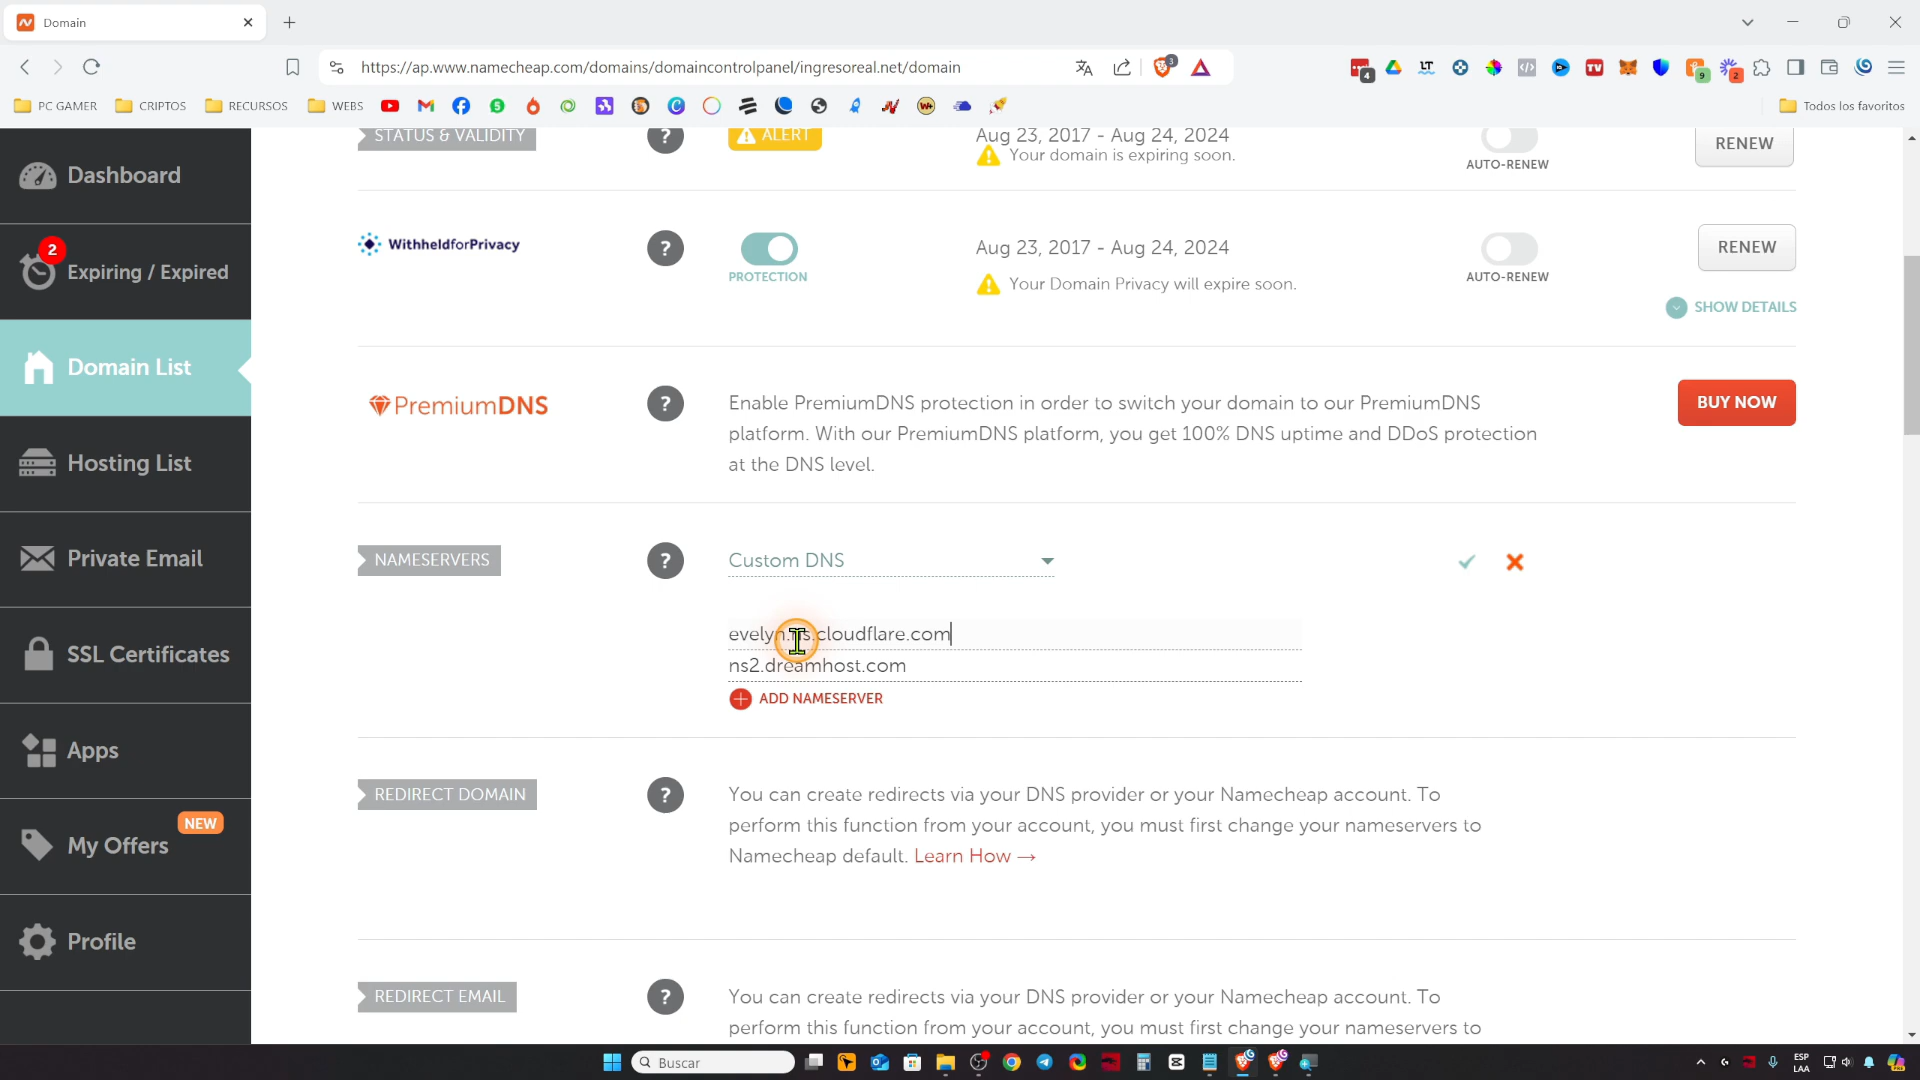 Domain
https://ap.www.namecheap.com/domains/domaincontrolpanel/ingresoreal.net/domain
PC GAMER
CRIPTOS
RECURSOS
WEBS
Todos los favoritos
Dashboard
2
Expiring / Expired
Domain List
Hosting List
Private Email
SSL Certificates
Apps
NEW
My Offers
Profile
STATUS & VALIDITY
?
ALERT
Aug 23, 2017 - Aug 24, 2024
Your domain is expiring soon.
AUTO-RENEW
RENEW
WithheldforPrivacy
?
PROTECTION
Aug 23, 2017 - Aug 24, 2024
Your Domain Privacy will expire soon.
AUTO-RENEW
RENEW
SHOW DETAILS
PremiumDNS
?
Enable PremiumDNS protection in order to switch your domain to our PremiumDNS
platform. With our PremiumDNS platform, you get 100% DNS uptime and DDoS protection
at the DNS level.
BUY NOW
NAMESERVERS
?
Custom DNS
evelyn.ns.cloudflare.com
ns2.dreamhost.com
ADD NAMESERVER
REDIRECT DOMAIN
?
You can create redirects via your DNS provider or your Namecheap account. To
perform this function from your account, you must first change your nameservers to
Namecheap default. Learn How →
REDIRECT EMAIL
?
You can create redirects via your DNS provider or your Namecheap account. To
perform this function from your account, you must first change your nameservers to
Buscar
ESP
LAA